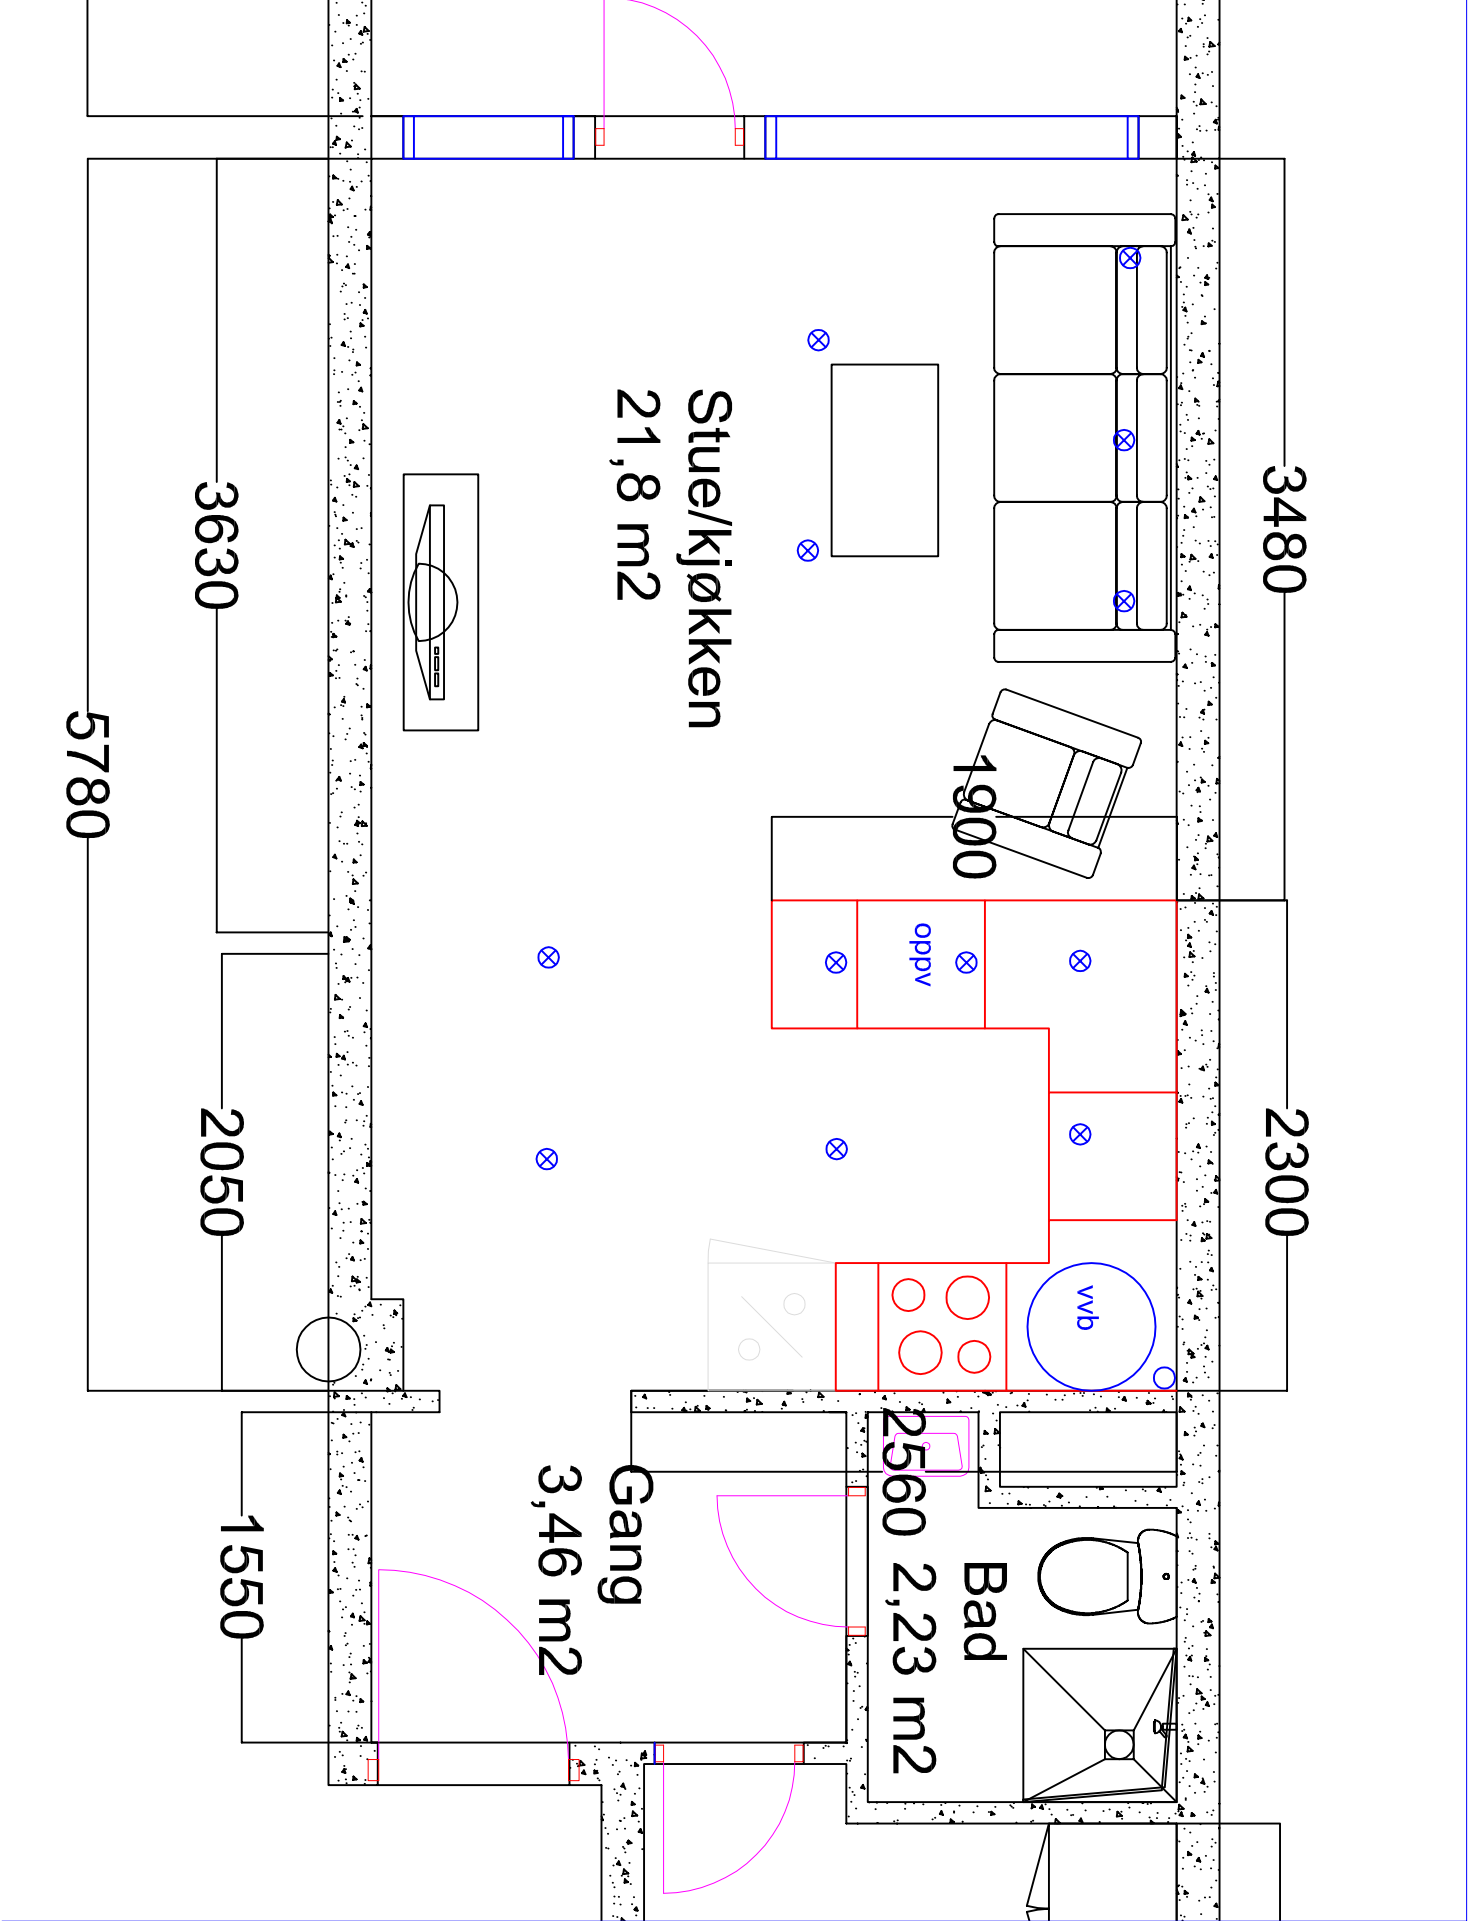 3480
2300
Stue/kjøkken
21,8 m2
1900
oppv
vvb
3630
2050
5780
2560
Bad
2,23 m2
Gang
3,46 m2
1550